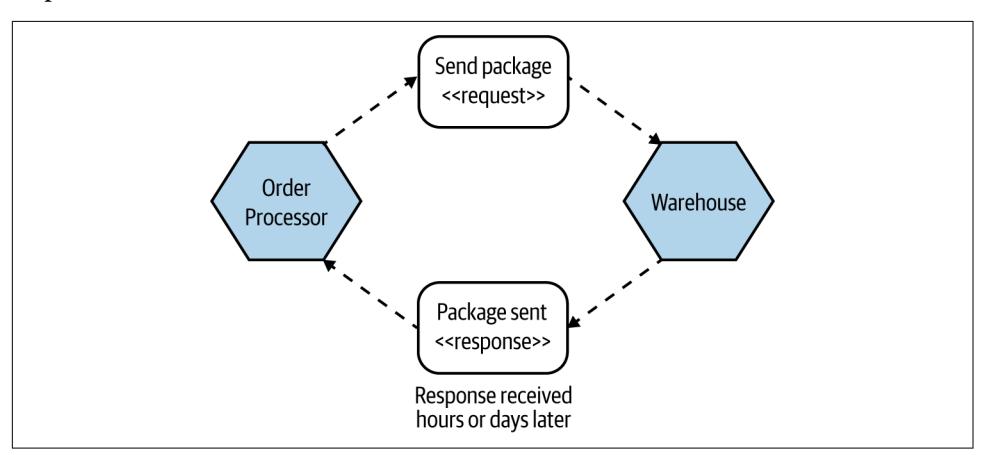 Send package
<<request>>
Order
Processor
Warehouse
Package sent
<<response>>
Response received
hours or days later